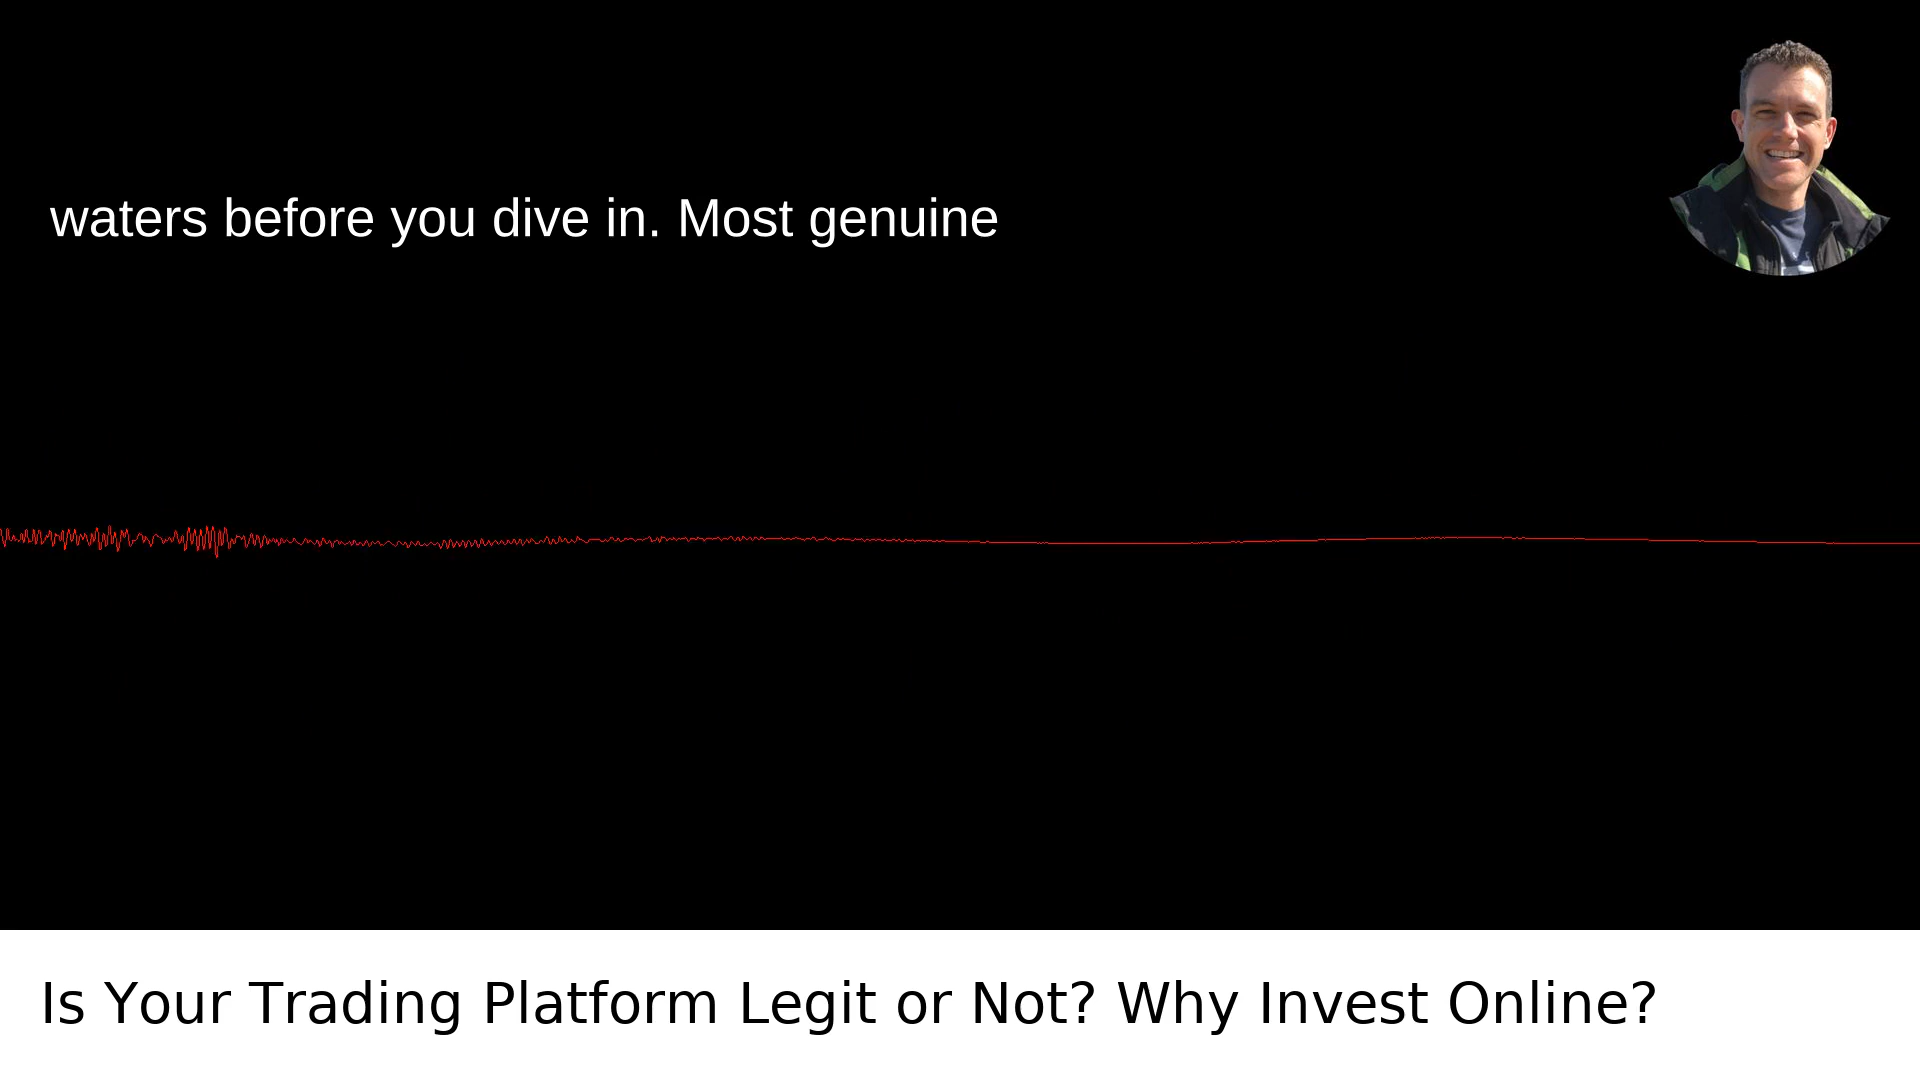 waters before you dive in. Most genuine
Is Your Trading Platform Legit or Not? Why Invest Online?